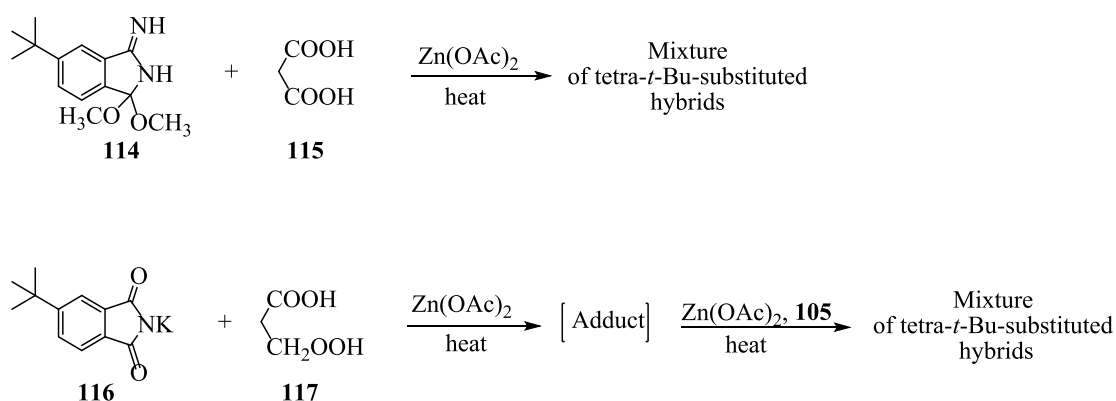 NH
NH
H₃CO
OCH₃
114
+
COOH
COOH
115
Zn(OAc)₂
heat
Mixture
of tetra-t-Bu-substituted
hybrids
O
NK
O
116
+
COOH
CH₂OOH
117
Zn(OAc)₂
heat
[ Adduct]
Zn(OAc)₂, 105
heat
Mixture
of tetra-t-Bu-substituted
hybrids